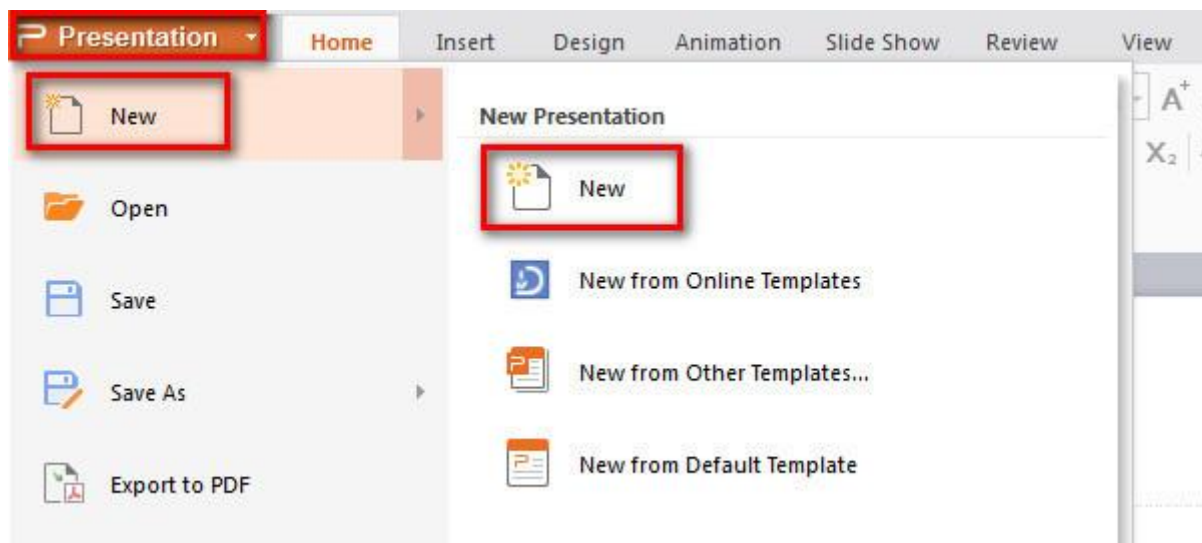 Presentation Home Insert Design Animation Slide Show Review View
New
Open
Save
Save As
Export to PDF
New Presentation
New
New from Online Templates
New from Other Templates...
New from Default Template
A+
X₂